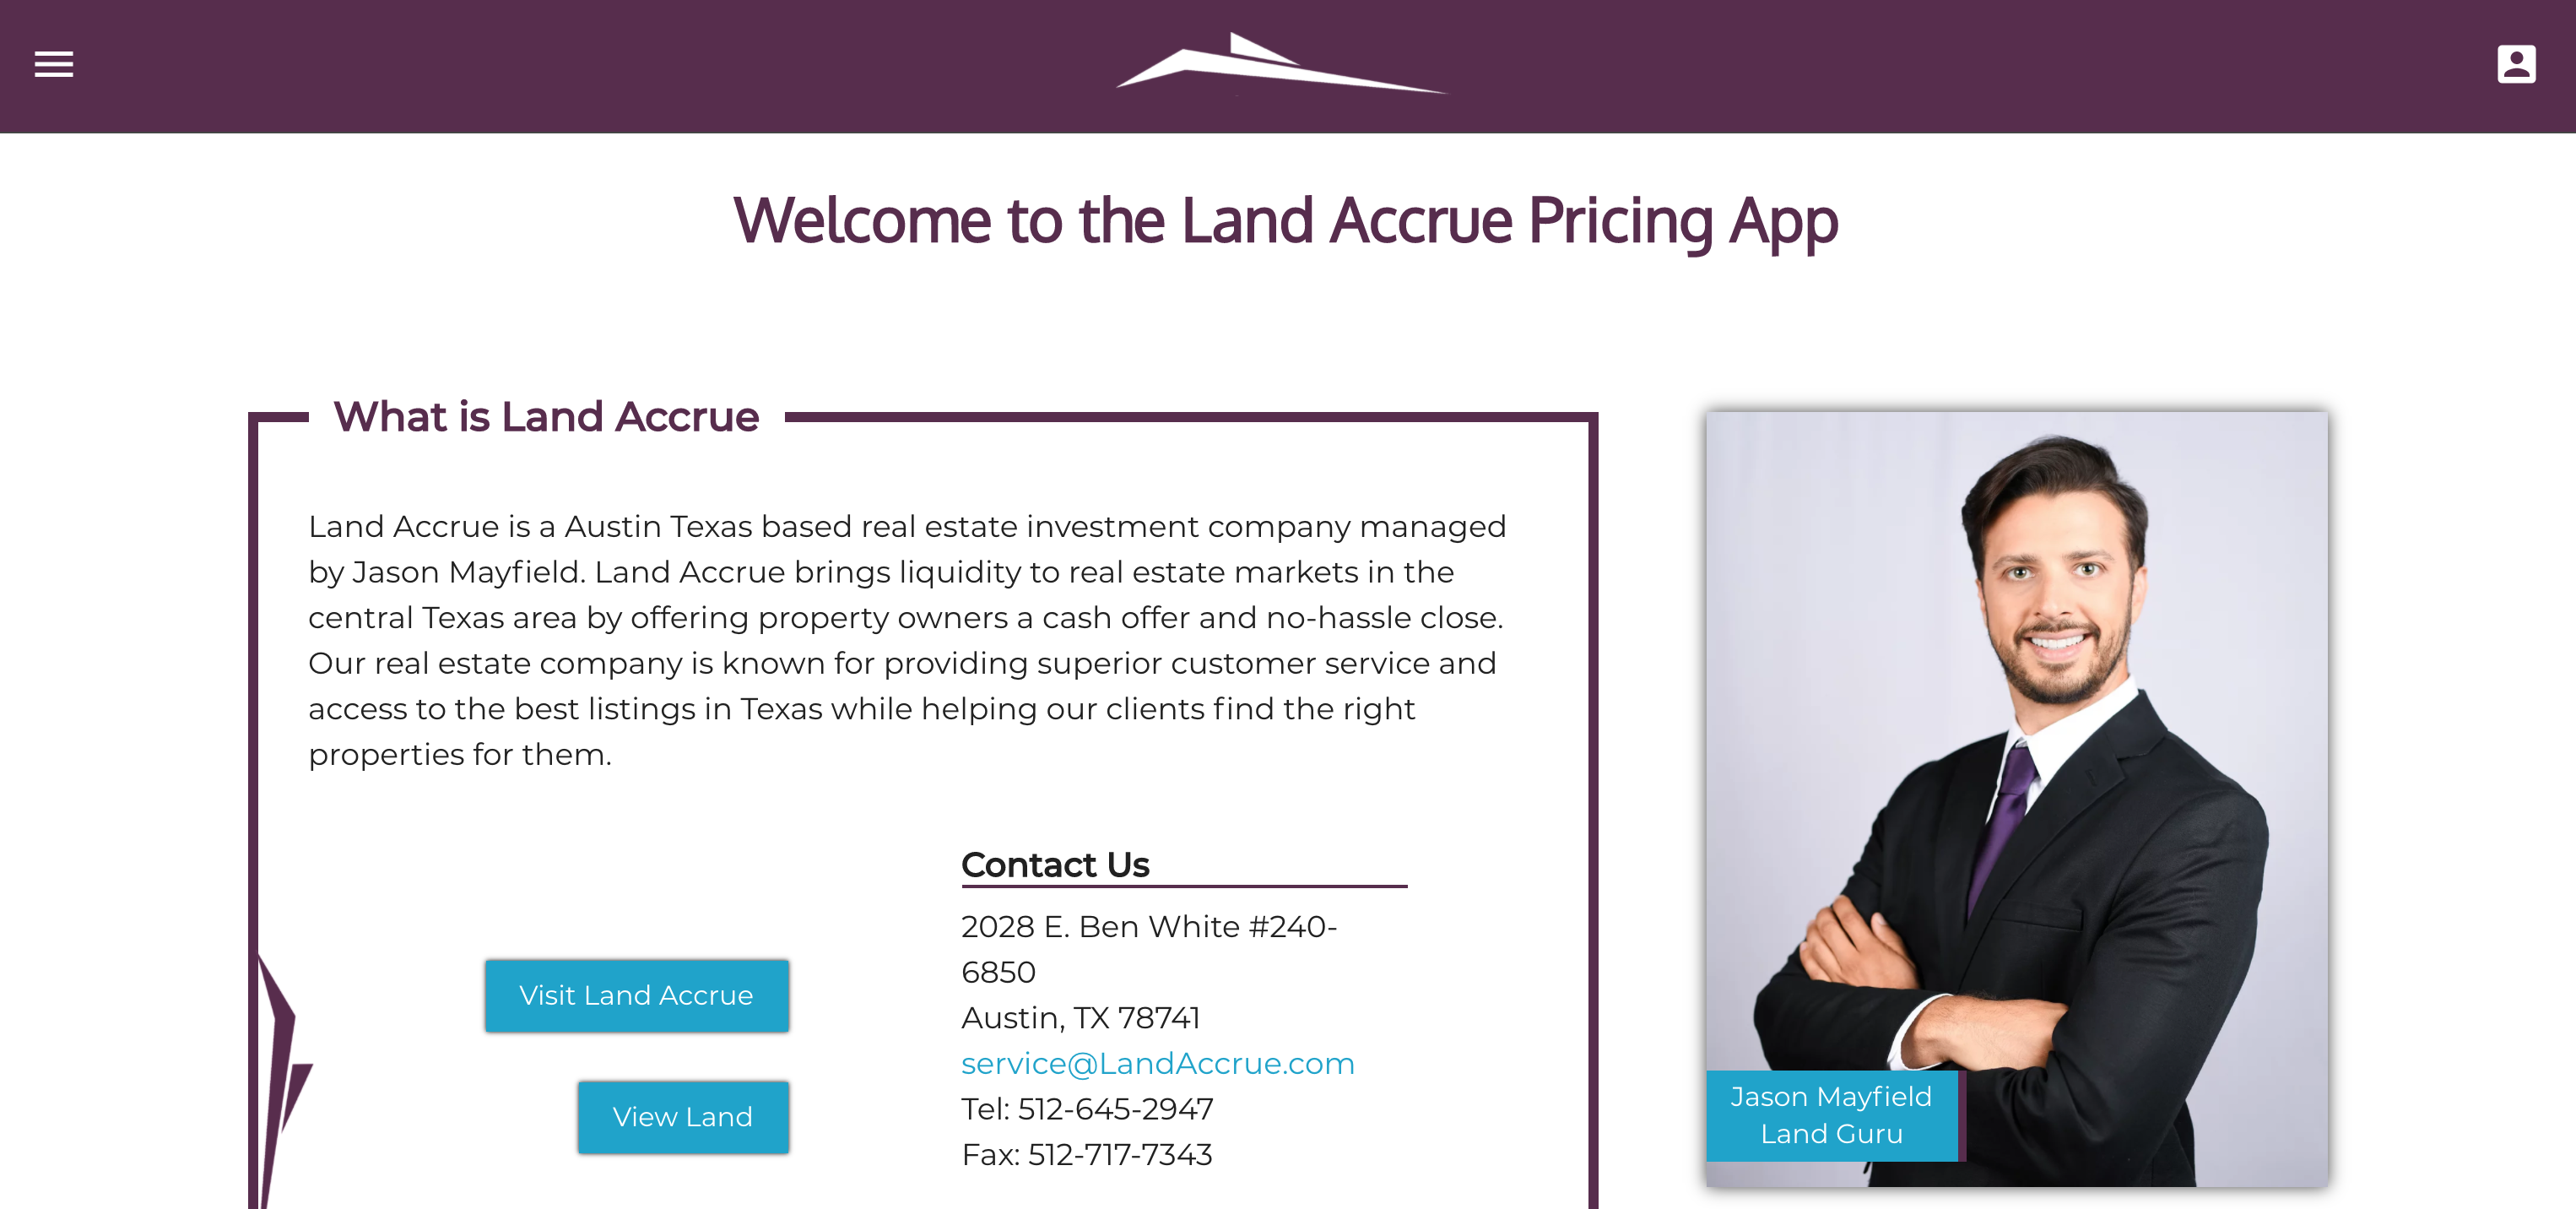 Welcome to the Land Accrue Pricing App
What is Land Accrue
Land Accrue is a Austin Texas based real estate investment company managed
by Jason Mayfield. Land Accrue brings liquidity to real estate markets in the
central Texas area by offering property owners a cash offer and no-hassle close.
Our real estate company is known for providing superior customer service and
access to the best listings in Texas while helping our clients find the right
properties for them.
Visit Land Accrue
View Land
Contact Us
2028 E. Ben White #240-
6850
Austin, TX 78741
service@LandAccrue.com
Tel: 512-645-2947
Fax: 512-717-7343
Jason Mayfield
Land Guru